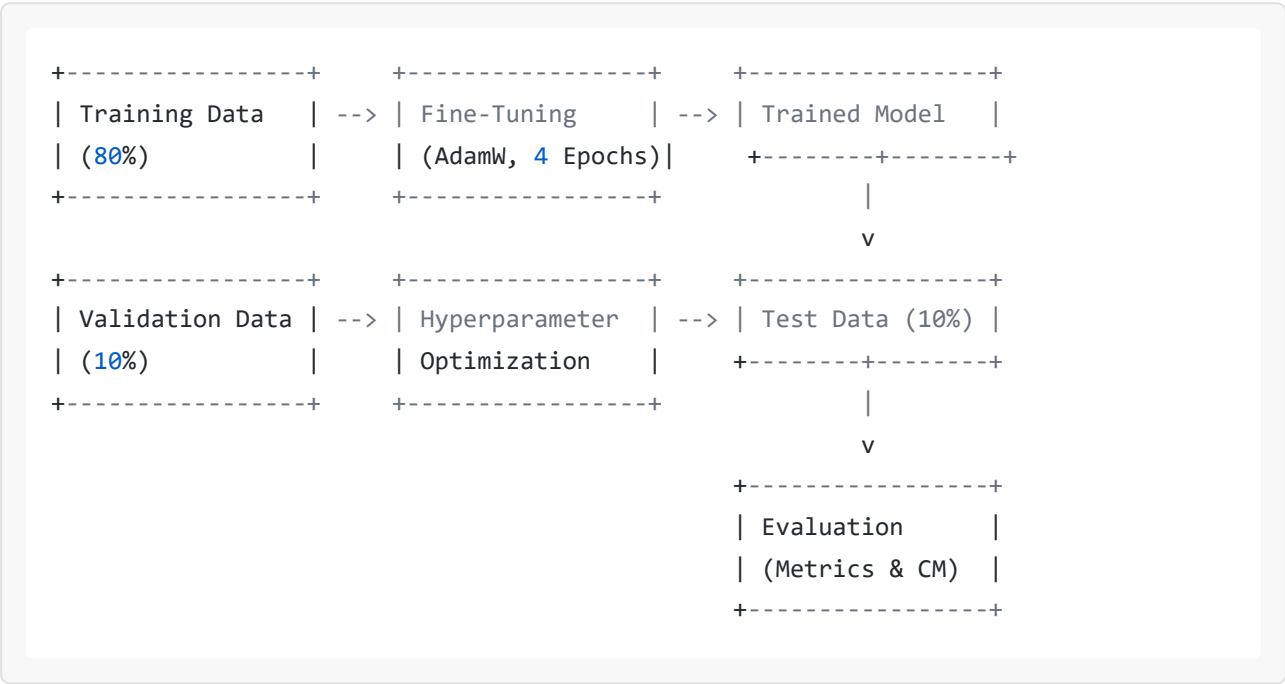 +-----------------+     +-----------------+     +-----------------+
| Training Data   | --> | Fine-Tuning     | --> | Trained Model   |
| (80%)           |     | (AdamW, 4 Epochs)|     +--------+--------+
+-----------------+     +-----------------+              |
                                                         v
+-----------------+     +-----------------+     +-----------------+
| Validation Data | --> | Hyperparameter  | --> | Test Data (10%) |
| (10%)           |     | Optimization    |     +--------+--------+
+-----------------+     +-----------------+              |
                                                         v
                                                +-----------------+
                                                | Evaluation      |
                                                | (Metrics & CM)  |
                                                +-----------------+